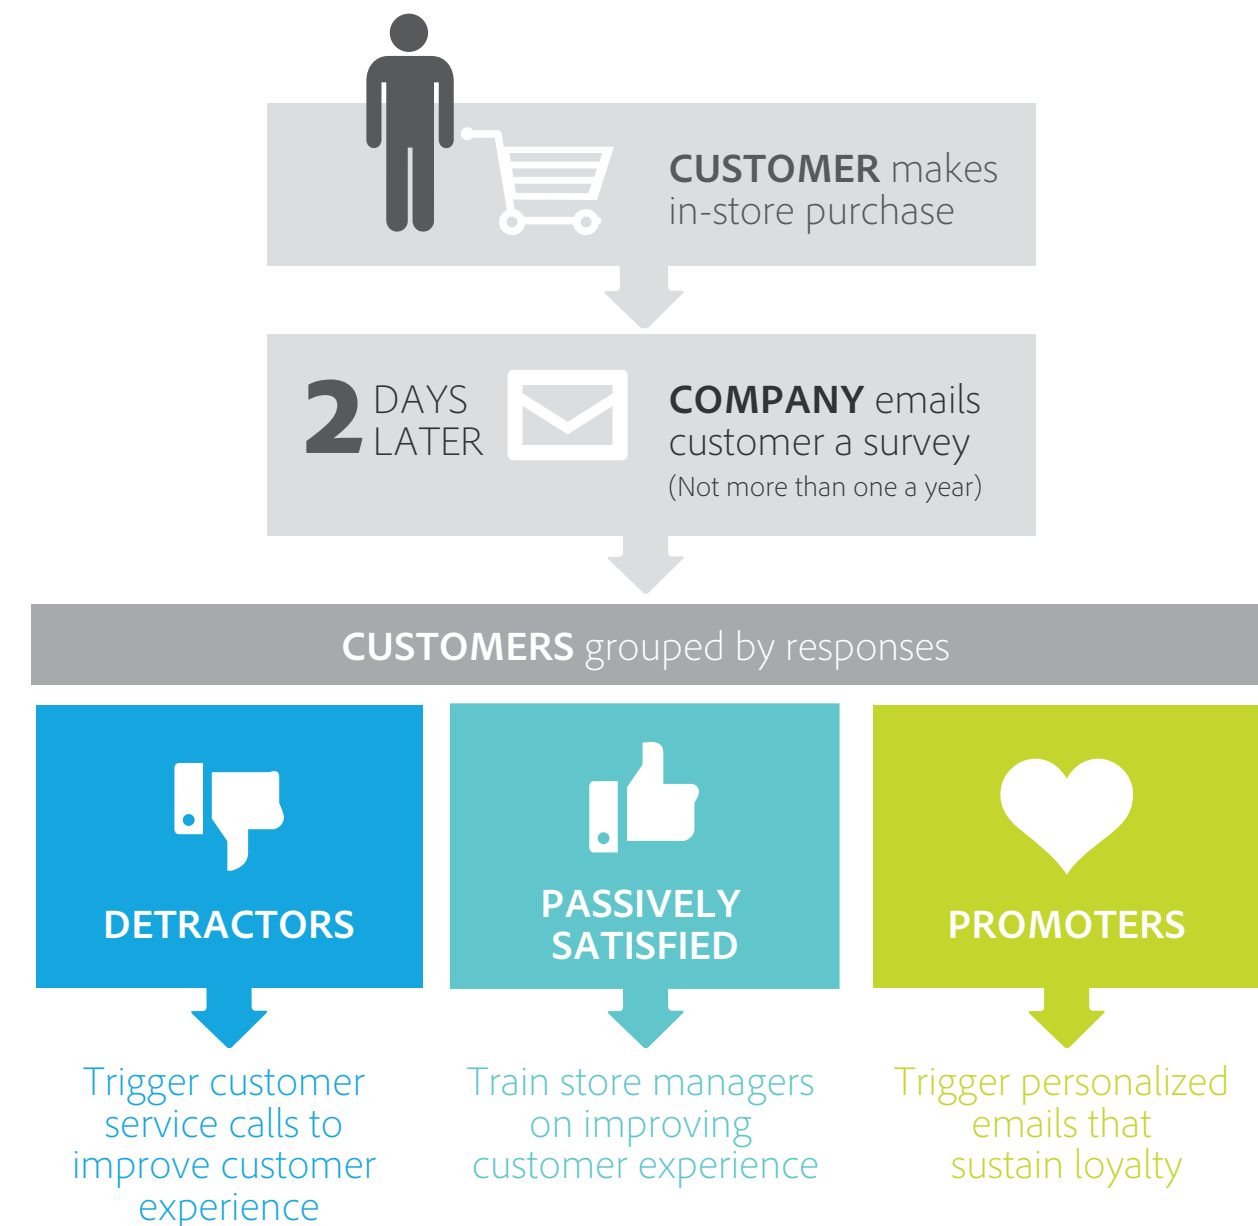 CUSTOMER makes
in-store purchase
2 DAYS
LATER
COMPANY emails
customer a survey
(Not more than one a year)
CUSTOMERS grouped by responses
DETRACTORS
PASSIVELY
SATISFIED
PROMOTERS
Trigger customer
service calls to
improve customer
experience
Train store managers
on improving
customer experience
Trigger personalized
emails that
sustain loyalty